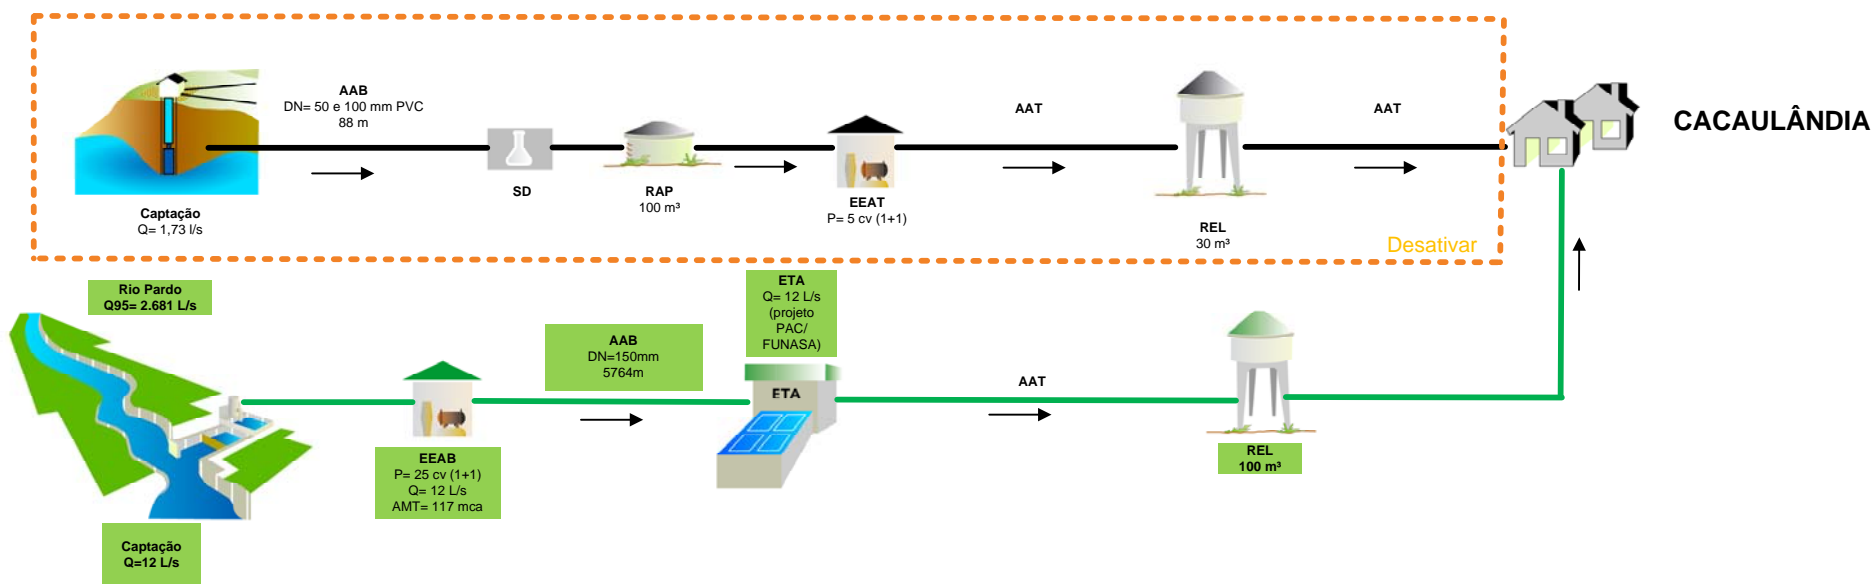 AAB
DN= 50 e 100 mm PVC
88 m
Captação
Q= 1,73 l/s
SD
RAP
100 m³
EEAT
P= 5 cv (1+1)
AAT
REL
30 m³
AAT
Desativar
CACAULÂNDIA
Rio Pardo
Q95= 2.681 L/s
Captação
Q=12 L/s
EEAB
P= 25 cv (1+1)
Q= 12 L/s
AMT= 117 mca
AAB
DN=150mm
5764m
ETA
Q= 12 L/s
(projeto
PAC/
FUNASA)
ETA
AAT
REL
100 m³